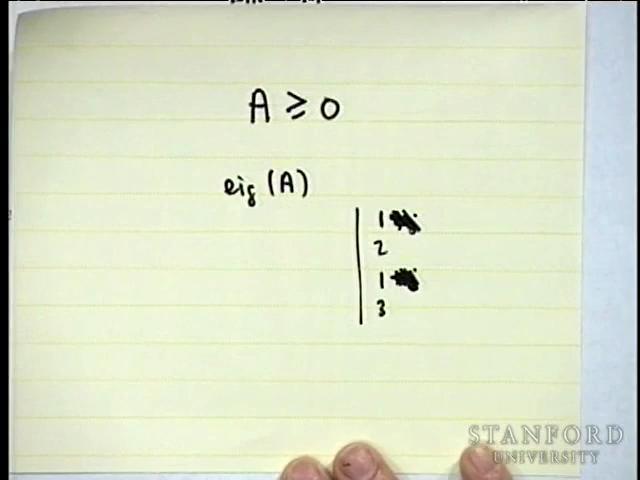 A ≥ 0
eig (A)
1
2
1
3
STANFORD
UNIVERSITY